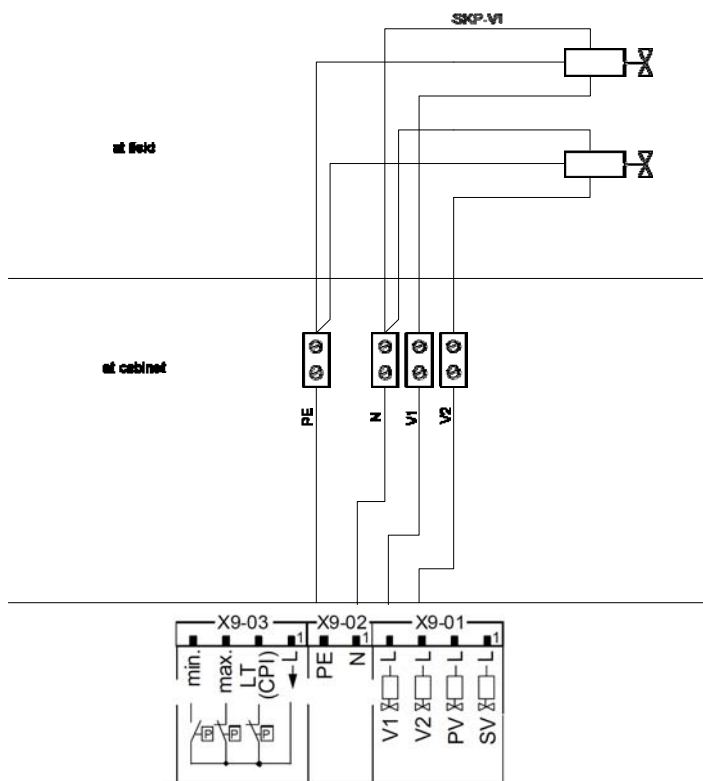 SKP-V1
at field
at cabinet
PE
N
V1
V2
X9-03
X9-02
X9-01
1
1
1
min.
max.
LT
(CPI)
L
PE
N
L
L
L
L
P
P
P
V1
V2
PV
SV